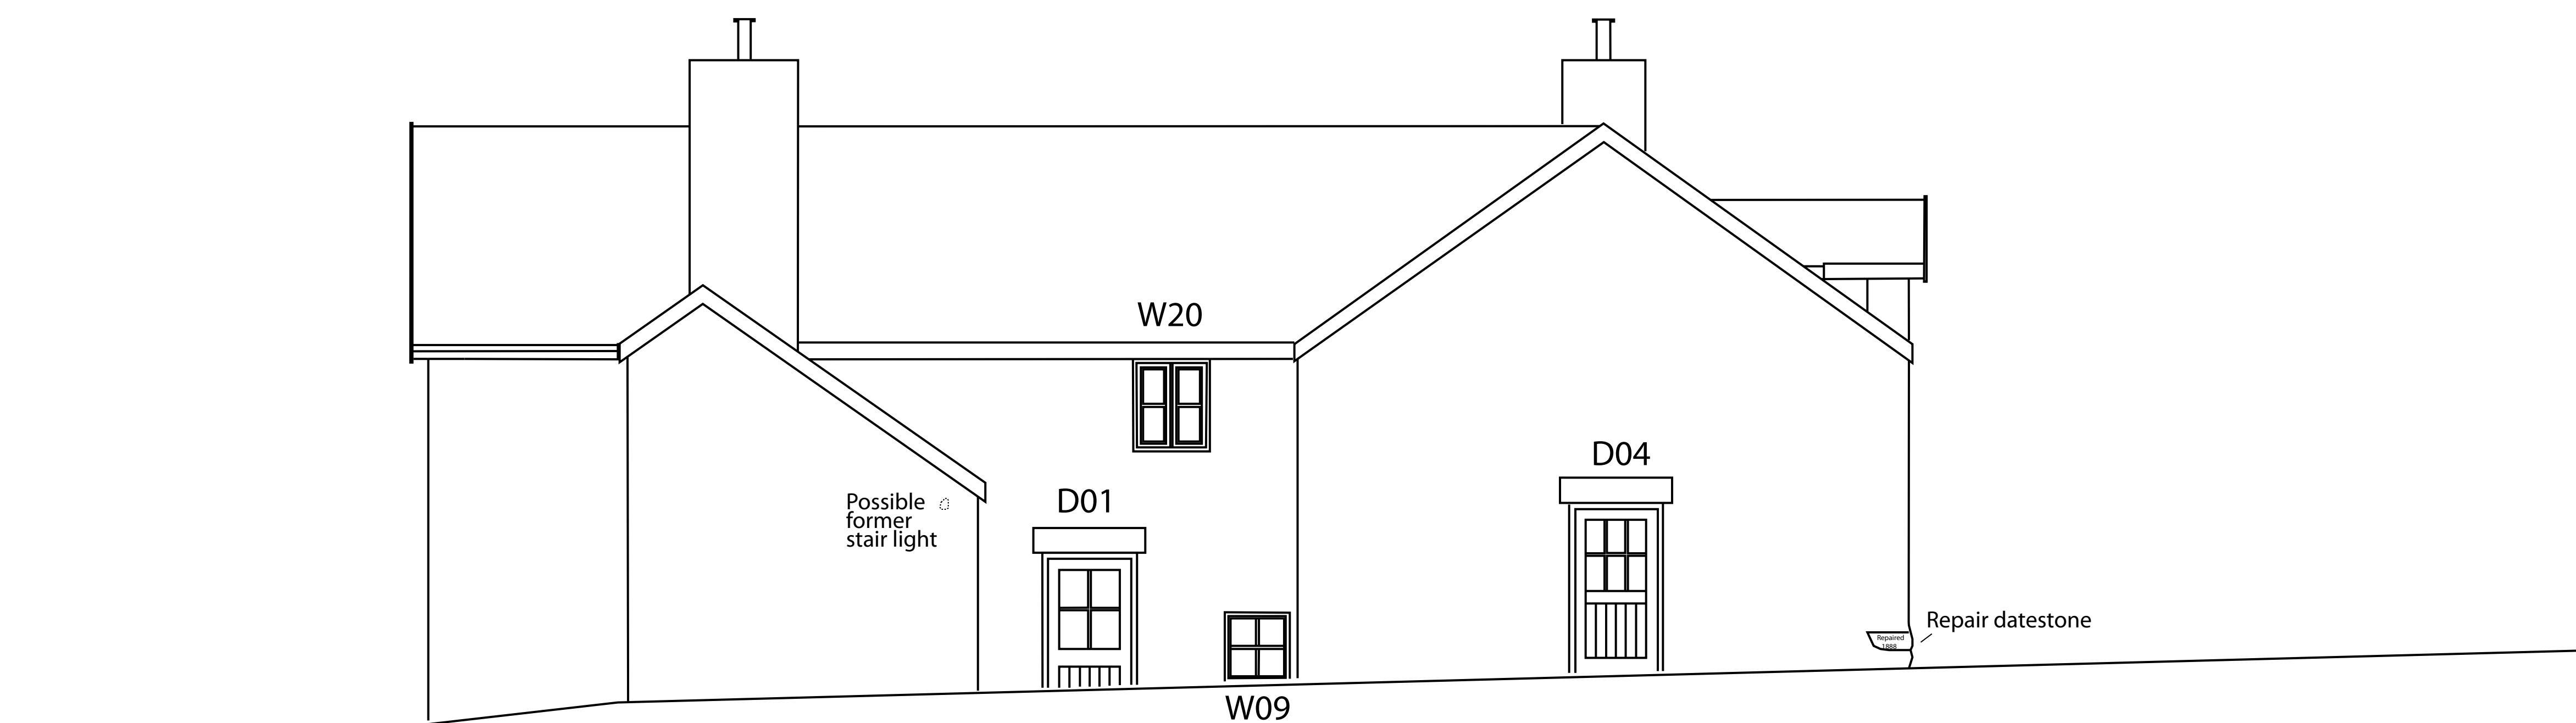 W20
D04
D01
Possible
former
stair light
Repair datestone
Repaired
1888
W09